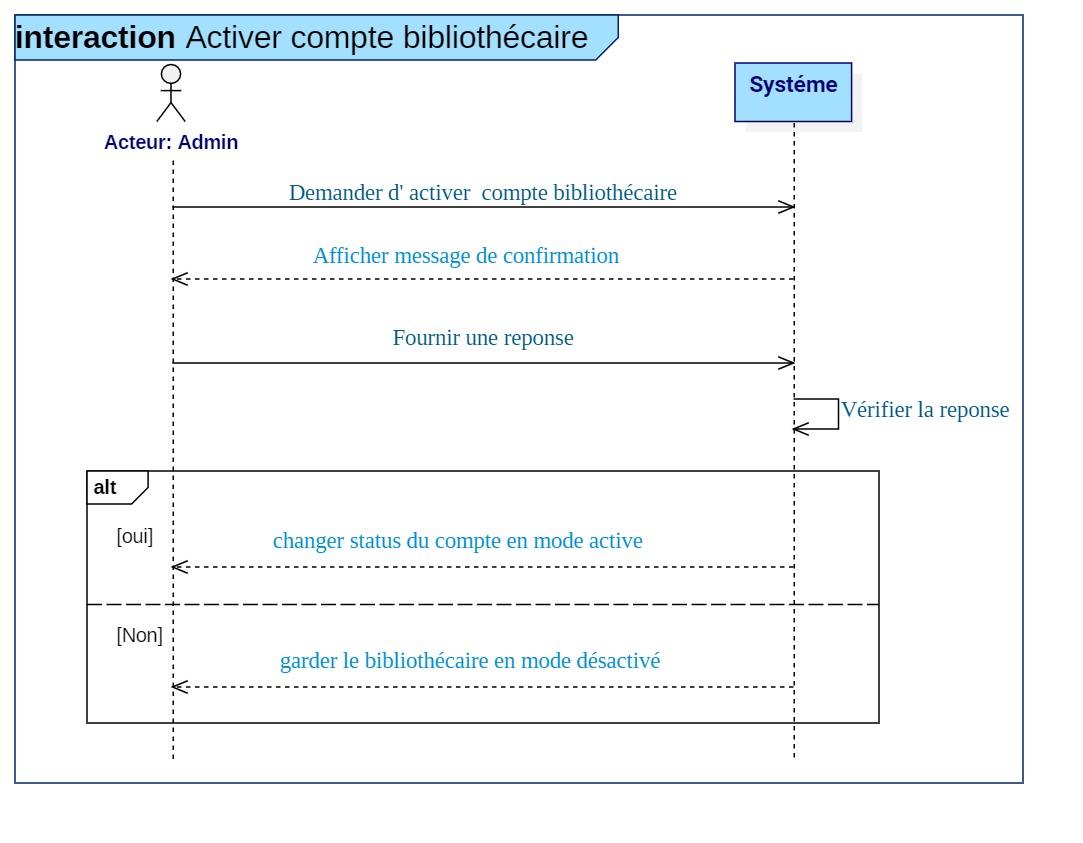 interaction Activer compte bibliothécaire
Systéme
Acteur: Admin
Demander d' activer  compte bibliothécaire
Afficher message de confirmation
Fournir une reponse
Vérifier la reponse
alt
[oui]
changer status du compte en mode active
[Non]
garder le bibliothécaire en mode désactivé